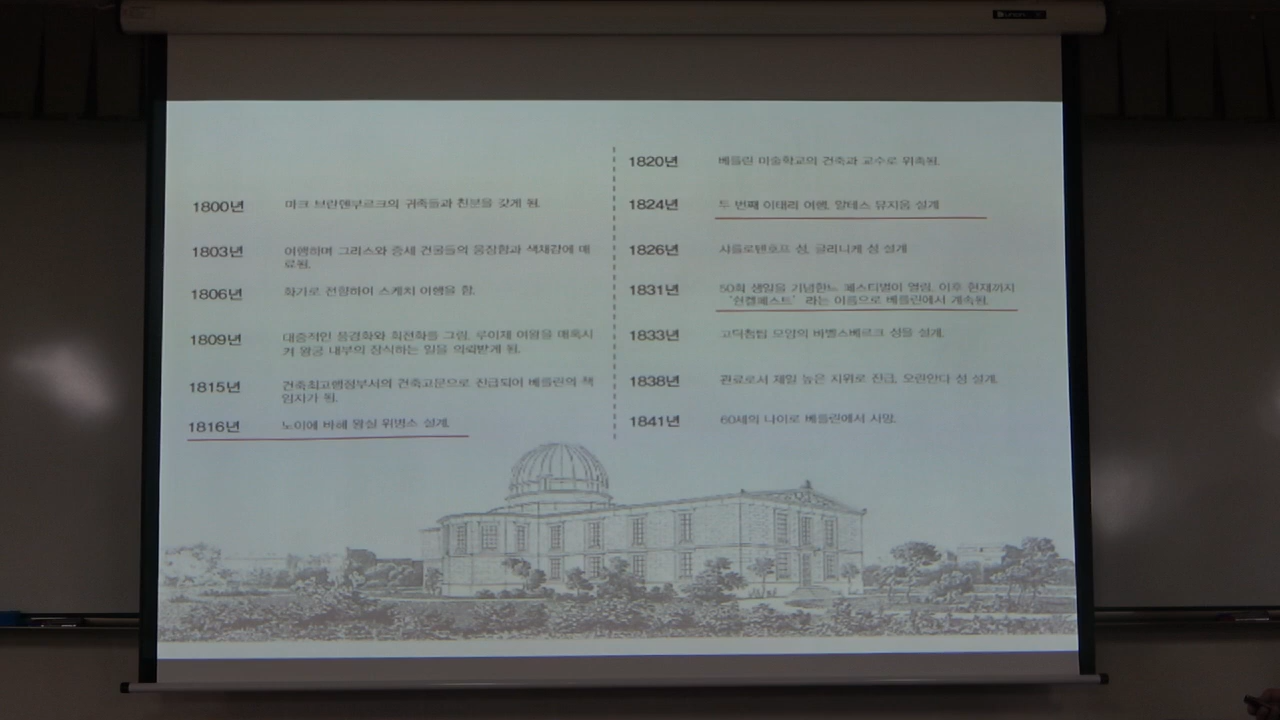 1800년 마크 브란덴부르크의 귀족들과 친분을 갖게 됨.
1803년 여행하며 그리스와 중세 건물들의 웅장함과 색채감에 매
료됨.
1806년 화가로 전향하여 스케치 여행을 함.
1809년 대중적인 풍경화와 회전화를 그림. 루이제 여왕을 매혹시
켜 왕궁 내부의 장식하는 일을 의뢰받게 됨.
1815년 건축최고행정부서의 건축고문으로 진급되어 베를린의 책
임자가 됨.
1816년 노이에 바헤 왕실 위병소 설계.
1820년 베를린 미술학교의 건축과 교수로 위촉됨.
1824년 두 번째 이태리 여행, 알테스 뮤지움 설계
1826년 샤를로텐호프 성, 글리니케 성 설계
1831년 50회 생일을 기념한느 페스티벌이 열림. 이후 현재까지
‘쉰켈페스트’ 라는 이름으로 베를린에서 계속됨.
1833년 고딕첨탑 모양의 바벨스베르크 성을 설계.
1838년 관료로서 제일 높은 지위로 진급, 오리안다 성 설계.
1841년 60세의 나이로 베를린에서 사망.